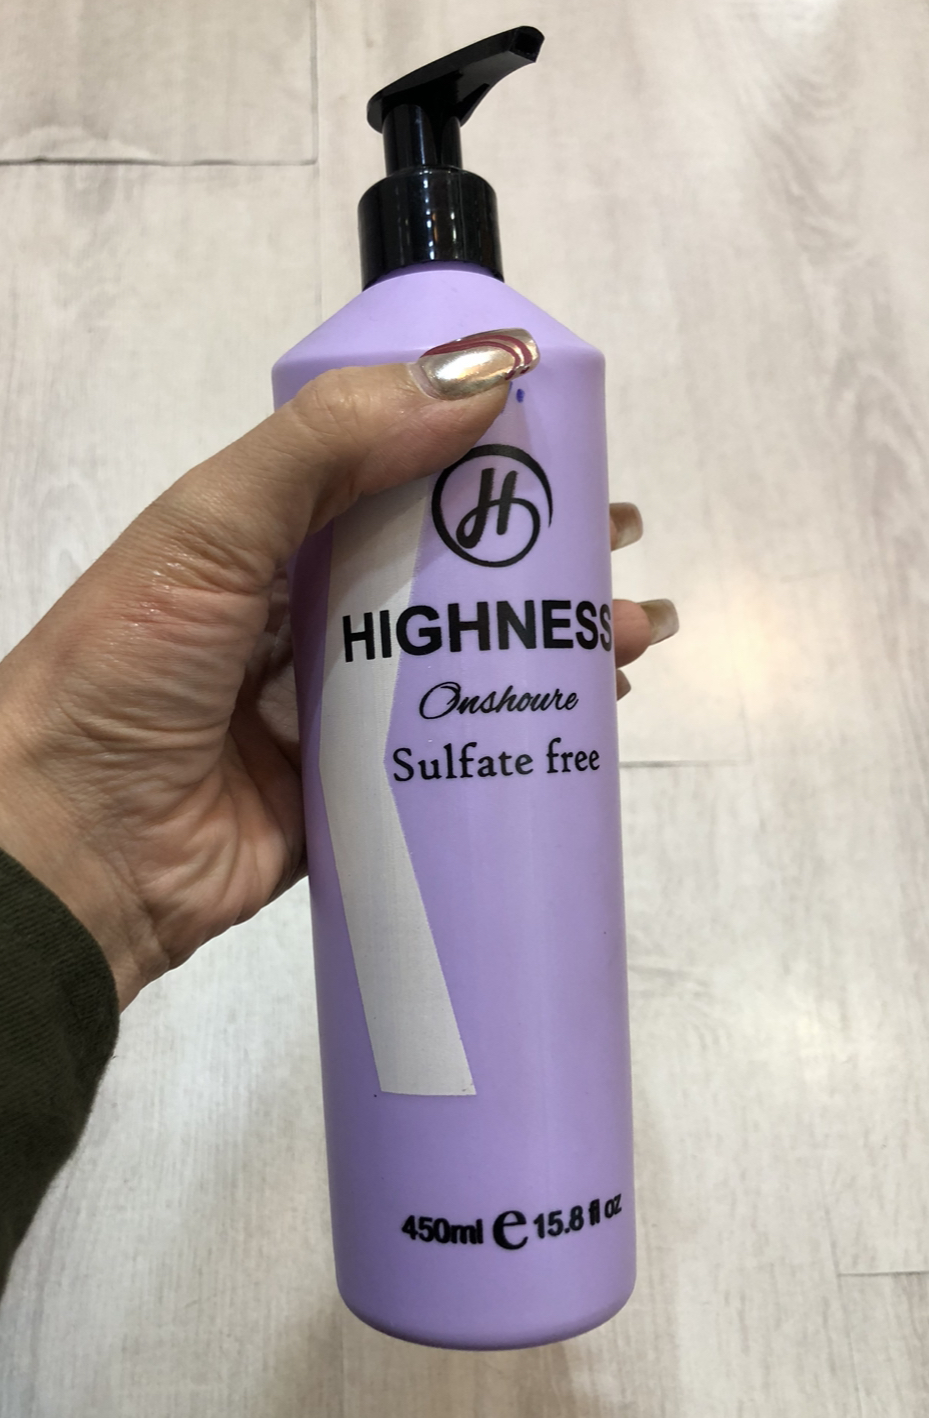 H
HIGHNESS
Onshoure
Sulfate free
450ml e 15.8 fl oz